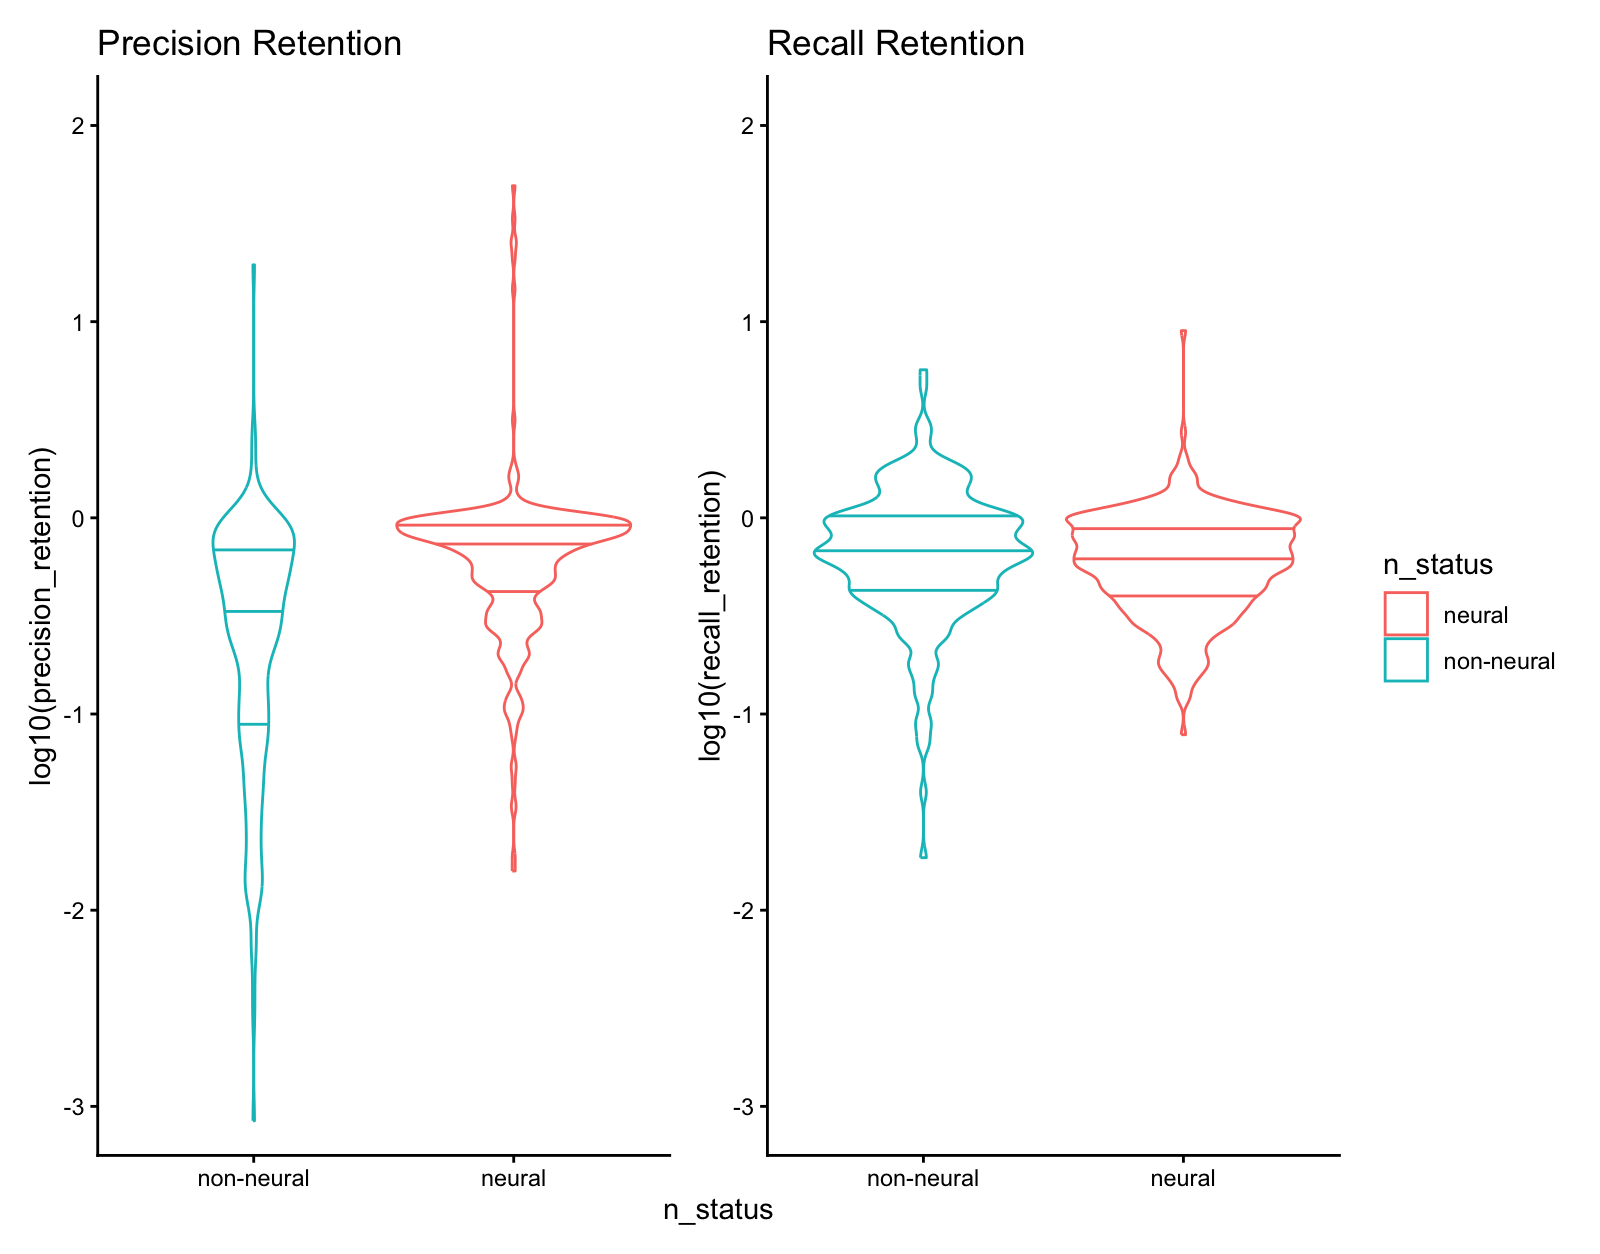 Precision Retention
log10(precision_retention)
2
1
0
-1
-2
-3
non-neural
neural
Recall Retention
log10(recall_retention)
2
1
0
-1
-2
-3
non-neural
neural
n_status
n_status
neural
non-neural